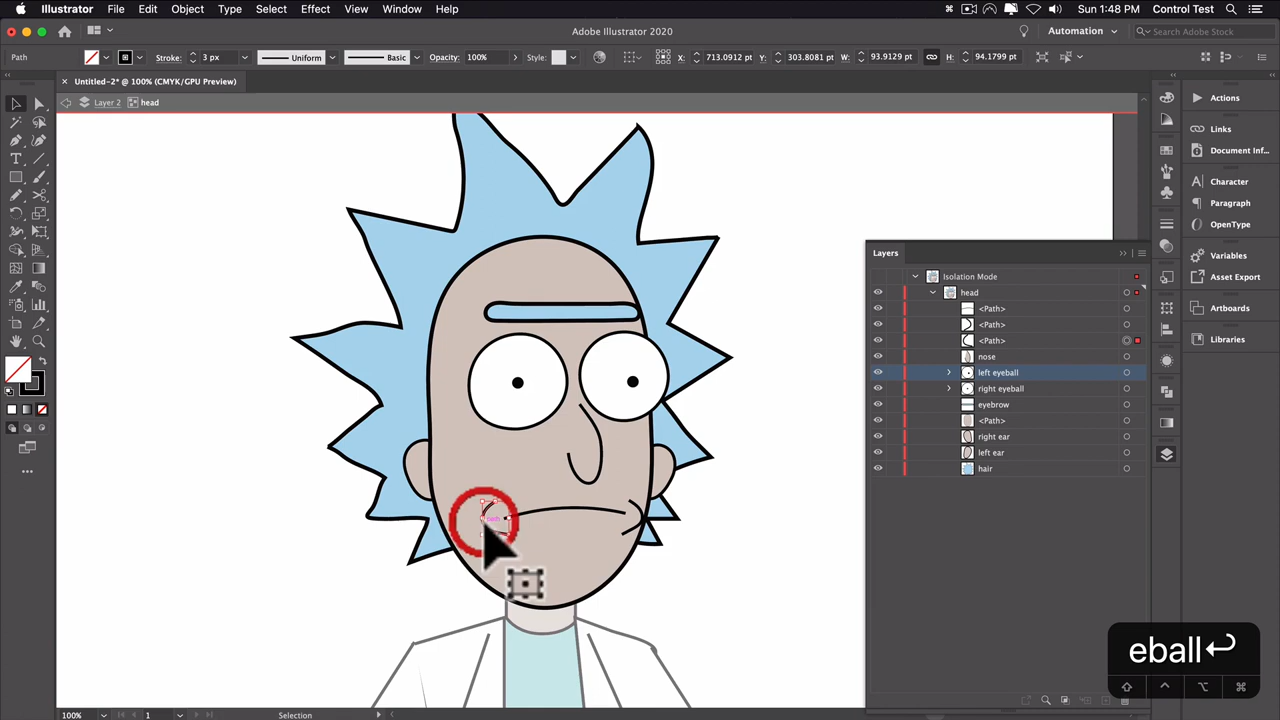 Illustrator File Edit Object Type Select Effect View Window Help Sun 1:48 PM Control Test
Adobe Illustrator 2020 Automation Search Adobe Stock
Path Stroke: 3 px Uniform Basic Opacity: 100% Style: X: 713.0912 pt Y: 303.8081 pt W: 93.9129 pt H: 94.1799 pt
Untitled-2* @ 100% (CMYK/GPU Preview)
Layer 2 head
Actions
Links
Document Inf...
Character
Paragraph
OpenType
Variables
Asset Export
Artboards
Libraries
Layers
Isolation Mode
head
<Path>
<Path>
<Path>
nose
left eyeball
right eyeball
eyebrow
<Path>
right ear
left ear
hair
path
eball
100% 1 Selection